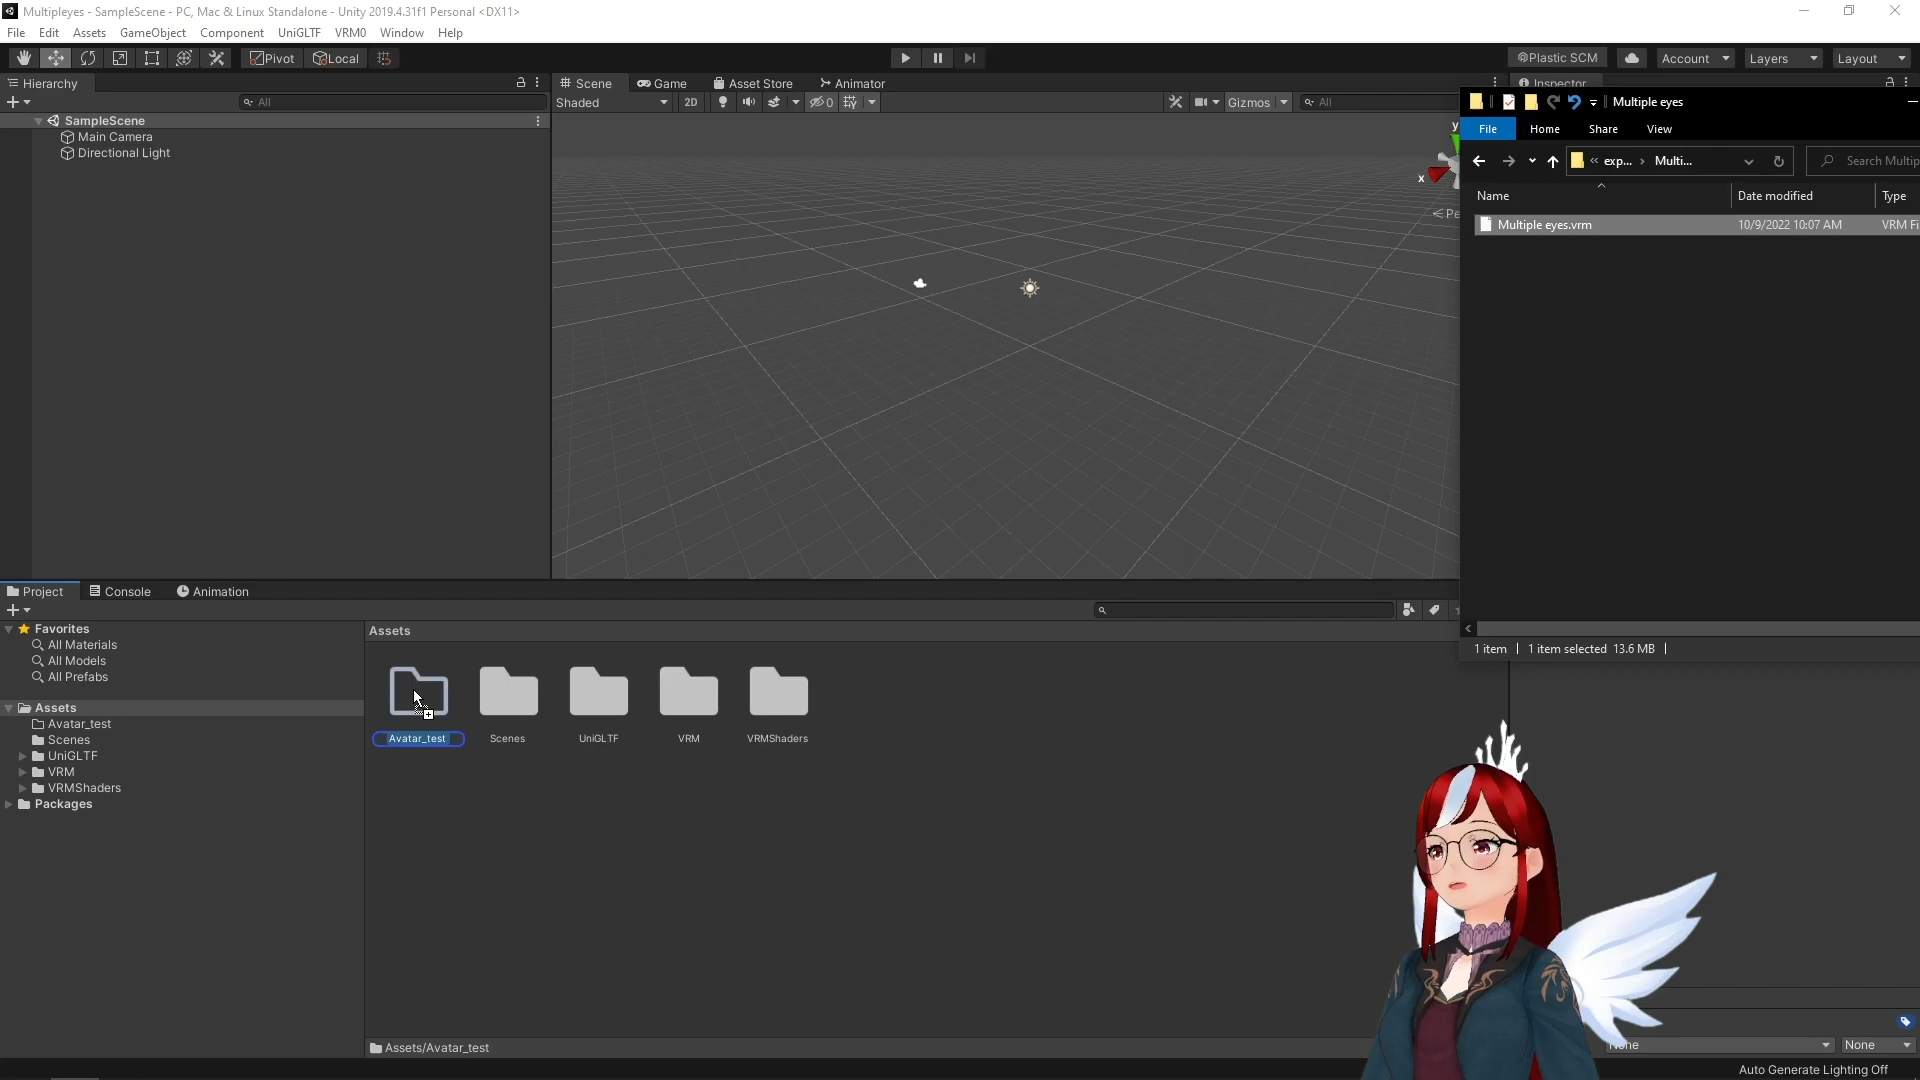 Multipleyes - SampleScene - PC, Mac & Linux Standalone - Unity 2019.4.31f1 Personal <DX11>
File Edit Assets GameObject Component UniGLTF VRM0 Window Help
Pivot Local Plastic SCM Account Layers Layout
Hierarchy
All
SampleScene
Main Camera
Directional Light
Scene Game Asset Store Animator
Shaded 2D 0 Gizmos All
y
x
< Pe
Inspector
Multiple eyes
File Home Share View
« exp... › Multi... Search Multip
Name Date modified Type
Multiple eyes.vrm 10/9/2022 10:07 AM VRM Fi
1 item 1 item selected 13.6 MB
Project Console Animation
Favorites
All Materials
All Models
All Prefabs
Assets
Avatar_test
Scenes
UniGLTF
VRM
VRMShaders
Packages
Assets
Avatar_test Scenes UniGLTF VRM VRMShaders
Assets/Avatar_test
None None
Auto Generate Lighting Off